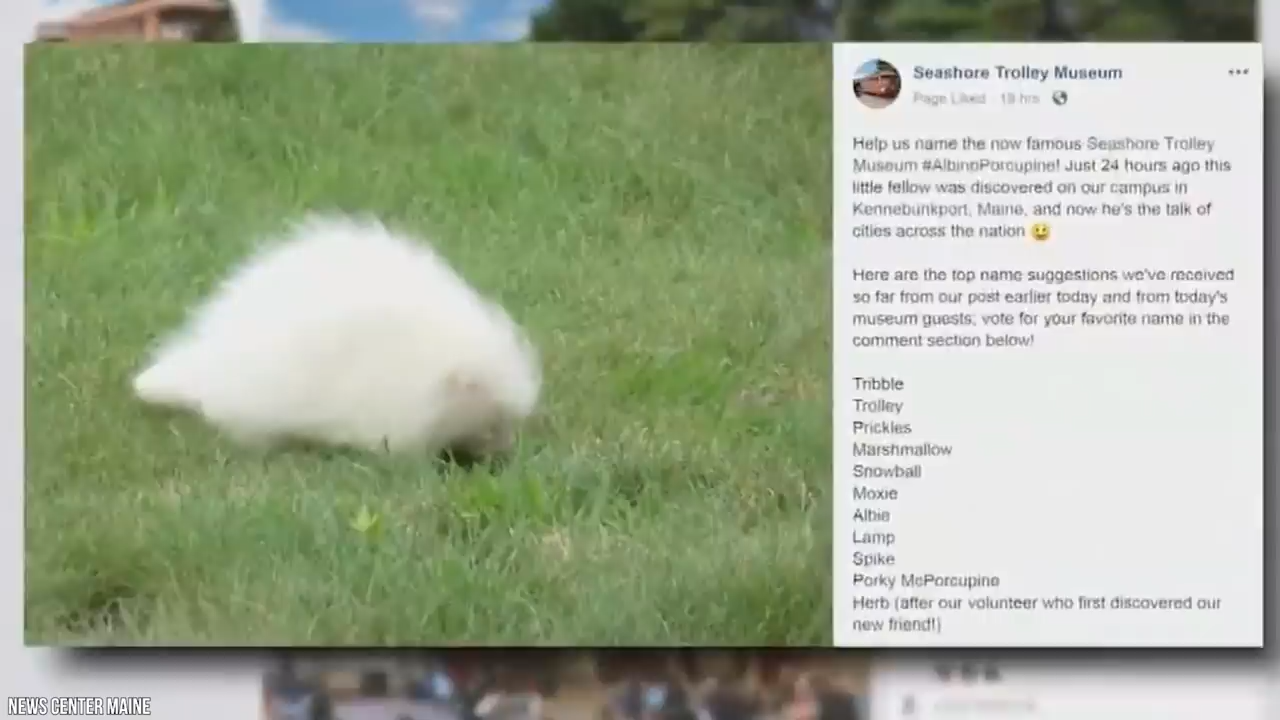 Seashore Trolley Museum
Page Liked · 19 hrs ·
Help us name the now famous Seashore Trolley
Museum #AlbinoPorcupine! Just 24 hours ago this
little fellow was discovered on our campus in
Kennebunkport, Maine, and now he's the talk of
cities across the nation 😀
Here are the top name suggestions we've received
so far from our post earlier today and from today's
museum guests; vote for your favorite name in the
comment section below!
Tribble
Trolley
Prickles
Marshmallow
Snowball
Moxie
Albie
Lamp
Spike
Porky McPorcupine
Herb (after our volunteer who first discovered our
new friend!)
NEWS CENTER MAINE